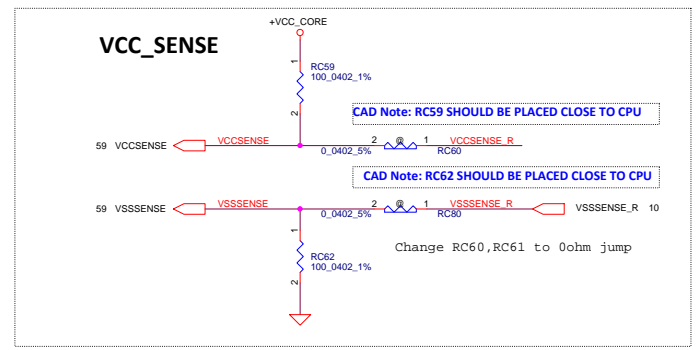 +VCC_CORE
VCC_SENSE
1
RC59
100_0402_1%
2
CAD Note: RC59 SHOULD BE PLACED CLOSE TO CPU
59 VCCSENSE
VCCSENSE
2 @ 1
VCCSENSE_R
0_0402_5%
RC60
CAD Note: RC62 SHOULD BE PLACED CLOSE TO CPU
59 VSSSENSE
VSSSENSE
2 @ 1
VSSSENSE_R
VSSSENSE_R 10
0_0402_5%
RC80
1
Change RC60,RC61 to 0ohm jump
RC62
100_0402_1%
2